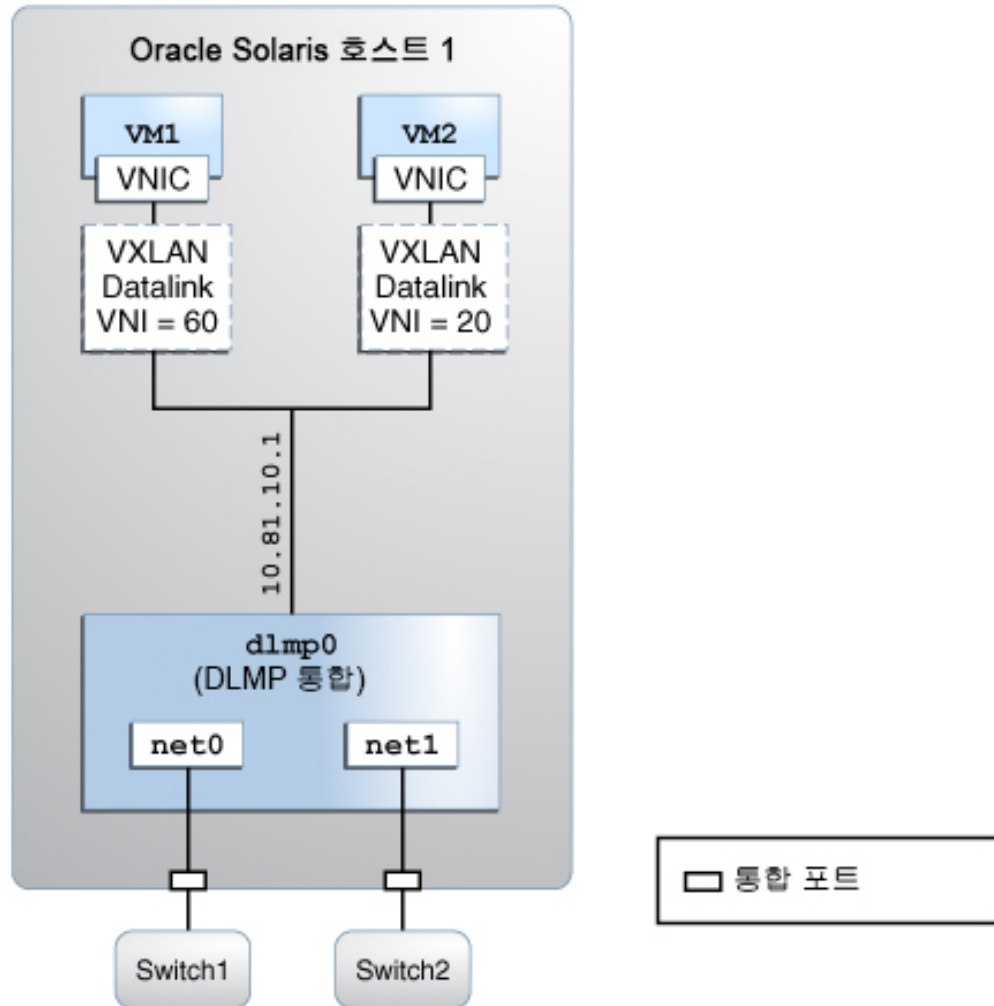 Oracle Solaris 호스트 1
VM1
VNIC
VXLAN
Datalink
VNI = 60
VM2
VNIC
VXLAN
Datalink
VNI = 20
10.81.10.1
dlmp0
(DLMP 통합)
net0
net1
Switch1
Switch2
통합 포트